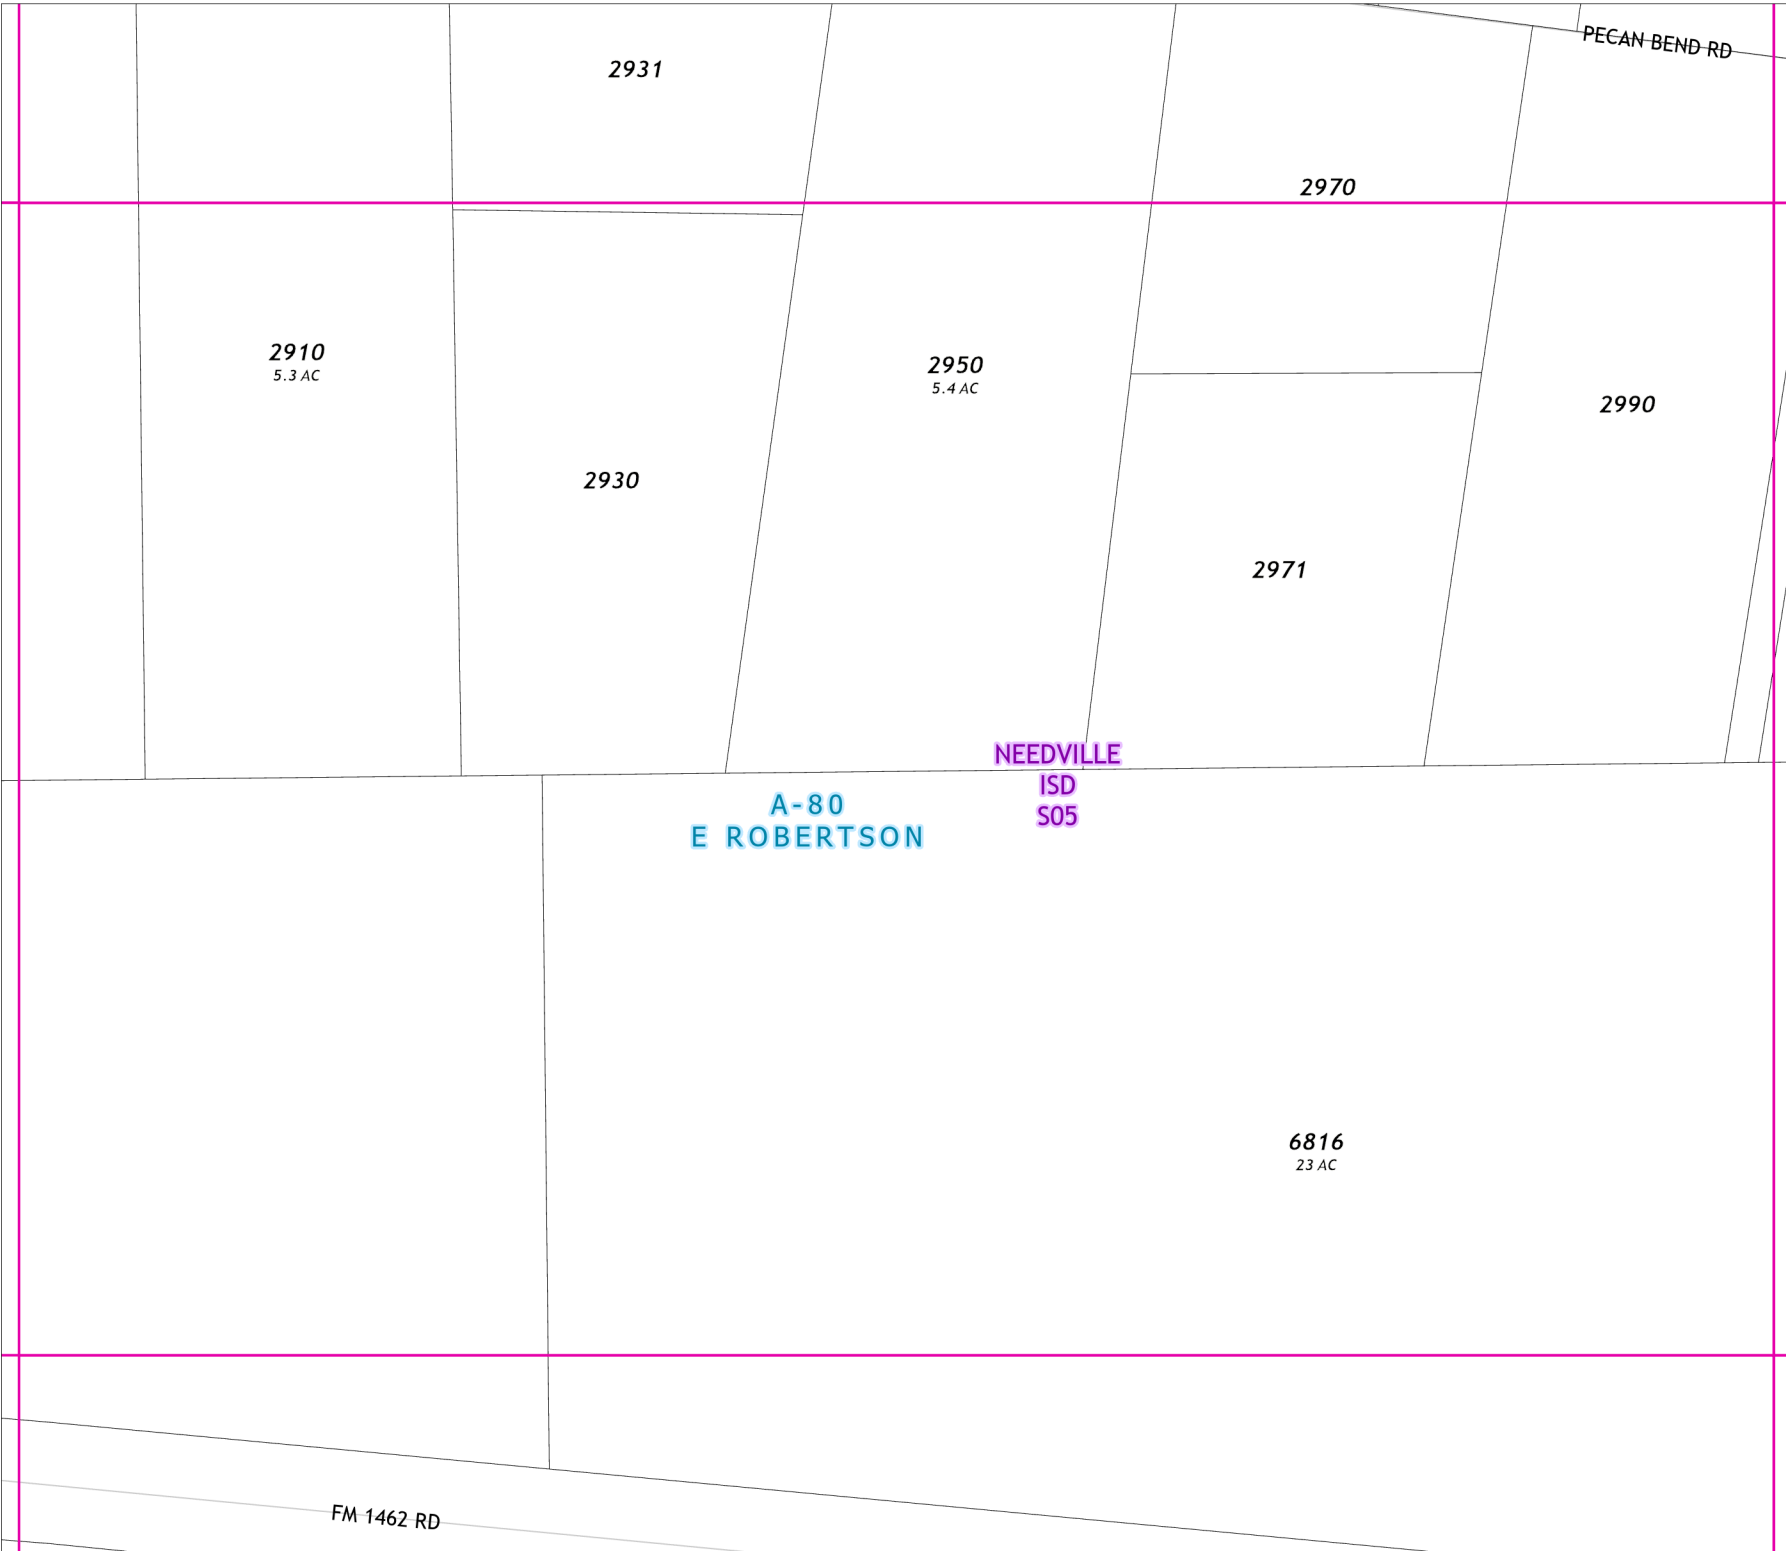 PECAN BEND RD
2931
2970
2910
5.3 AC
2950
5.4 AC
2990
2930
2971
NEEDVILLE
ISD
S05
A-80
E ROBERTSON
6816
23 AC
FM 1462 RD